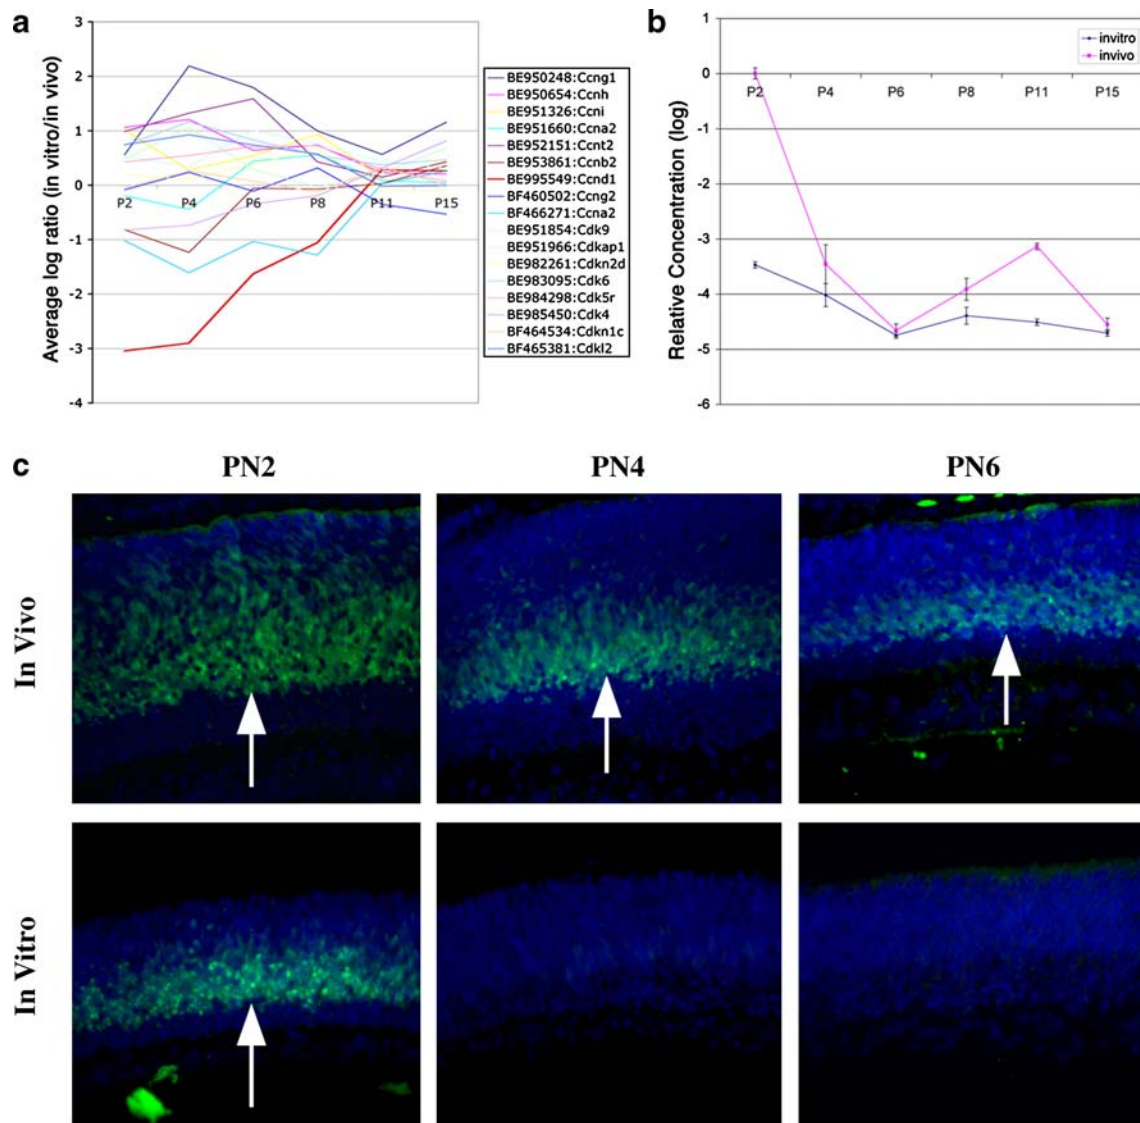 a
3
2
1
0
-1
-2
-3
-4
Average log ratio (in vitro/in vivo)
P2 P4 P6 P8 P11 P15
BE950248:Ccng1
BE950654:Ccnh
BE951326:Ccni
BE951660:Ccna2
BE952151:Ccnt2
BE953861:Ccnb2
BE995549:Ccnd1
BF460502:Ccng2
BF466271:Ccna2
BE951854:Cdk9
BE951966:Cdkap1
BE982261:Cdkn2d
BE983095:Cdk6
BE984298:Cdk5r
BE985450:Cdk4
BF464534:Cdkn1c
BF465381:Cdkl2
b
1
0
-1
-2
-3
-4
-5
-6
Relative Concentration (log)
P2 P4 P6 P8 P11 P15
invitro
invivo
c
PN2 PN4 PN6
In Vivo
In Vitro